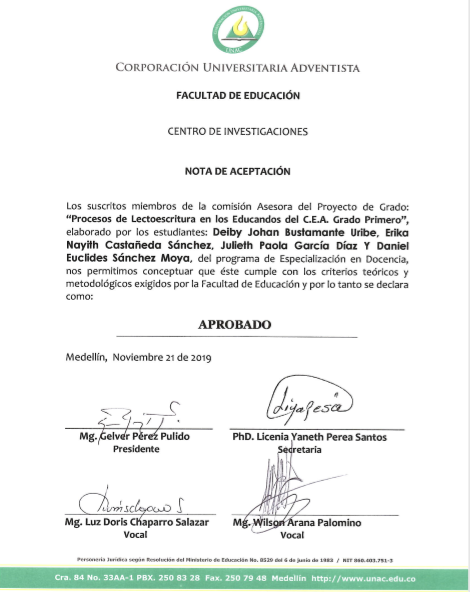 UNAC
CORPORACIÓN UNIVERSITARIA ADVENTISTA
FACULTAD DE EDUCACIÓN
CENTRO DE INVESTIGACIONES
NOTA DE ACEPTACIÓN
Los suscritos miembros de la comisión Asesora del Proyecto de Grado:
“Procesos de Lectoescritura en los Educandos del C.E.A. Grado Primero”,
elaborado por los estudiantes: Deiby Johan Bustamante Uribe, Erika
Nayith Castañeda Sánchez, Julieth Paola García Díaz Y Daniel
Euclides Sánchez Moya, del programa de Especialización en Docencia,
nos permitimos conceptuar que éste cumple con los criterios teóricos y
metodológicos exigidos por la Facultad de Educación y por lo tanto se declara
como:
APROBADO
Medellín, Noviembre 21 de 2019
Mg. Gelver Pérez Pulido
Presidente
PhD. Licenia Yaneth Perea Santos
Secretaria
Mg. Luz Doris Chaparro Salazar
Vocal
Mg. Wilson Arana Palomino
Vocal
Personería Jurídica según Resolución del Ministerio de Educación No. 8529 del 6 de junio de 1983 / NIT 860.403.751-3
Cra. 84 No. 33AA-1 PBX. 250 83 28 Fax. 250 79 48 Medellín http://www.unac.edu.co